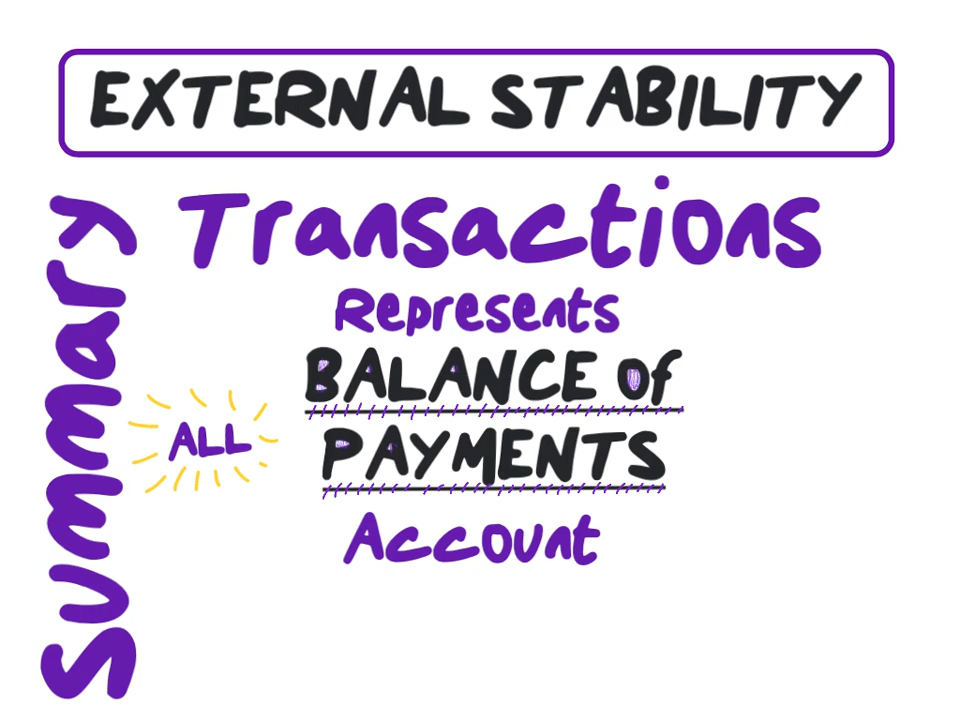 EXTERNAL STABILITY
Summary
Transactions
Represents
BALANCE of
ALL
PAYMENTS
Account